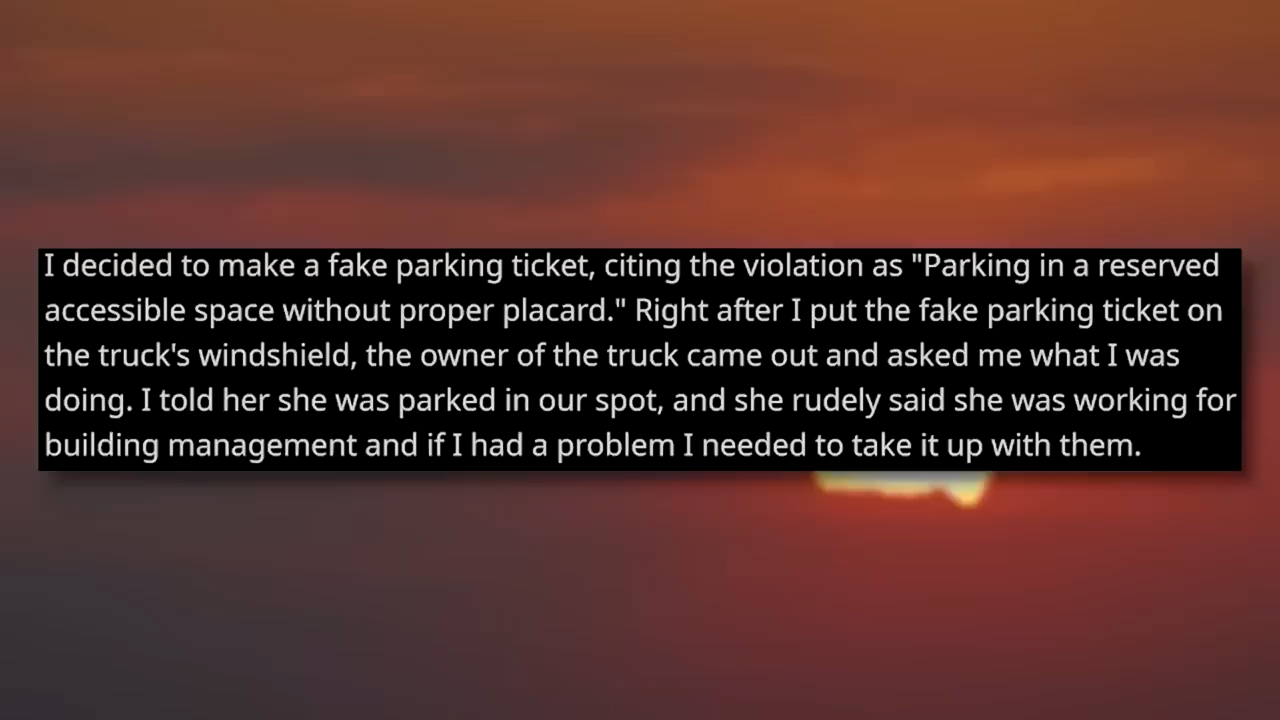 I decided to make a fake parking ticket, citing the violation as "Parking in a reserved
accessible space without proper placard." Right after I put the fake parking ticket on
the truck's windshield, the owner of the truck came out and asked me what I was
doing. I told her she was parked in our spot, and she rudely said she was working for
building management and if I had a problem I needed to take it up with them.